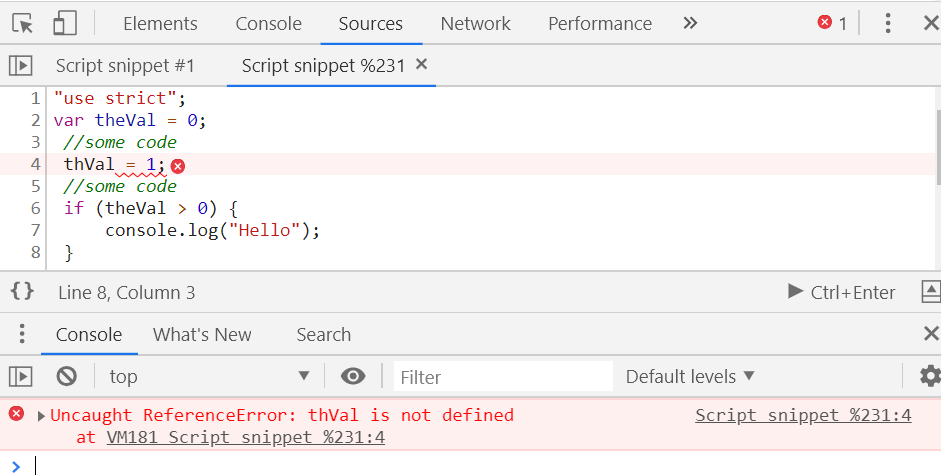 Elements Console Sources Network Performance » 1
Script snippet #1 Script snippet %231 ×
1 "use strict";
2 var theVal = 0;
3 //some code
4 thVal = 1;
5 //some code
6 if (theVal > 0) {
7 console.log("Hello");
8 }
{} Line 8, Column 3 Ctrl+Enter
Console What's New Search
top Filter Default levels ▼
Uncaught ReferenceError: thVal is not defined Script snippet %231:4
at VM181 Script snippet %231:4
>